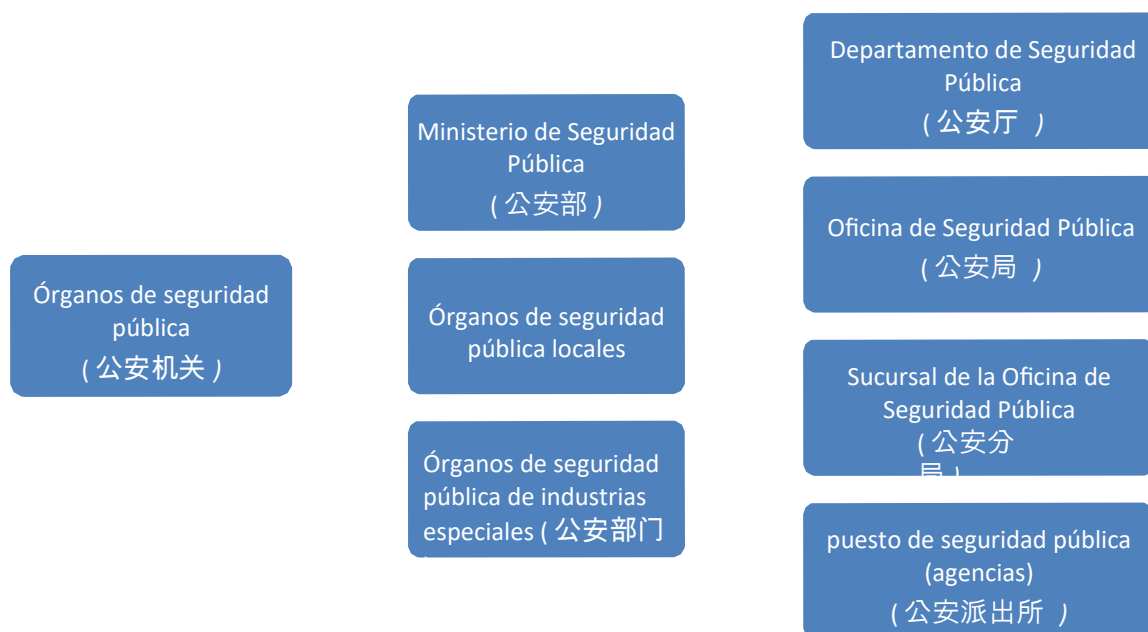 Órganos de seguridad
pública
( 公安机关 )
Ministerio de Seguridad
Pública
( 公安部 )
Órganos de seguridad
pública locales
Órganos de seguridad
pública de industrias
especiales ( 公安部门
Departamento de Seguridad
Pública
( 公安厅 )
Oficina de Seguridad Pública
( 公安局 )
Sucursal de la Oficina de
Seguridad Pública
( 公安分
局 )
puesto de seguridad pública
(agencias)
( 公安派出所 )